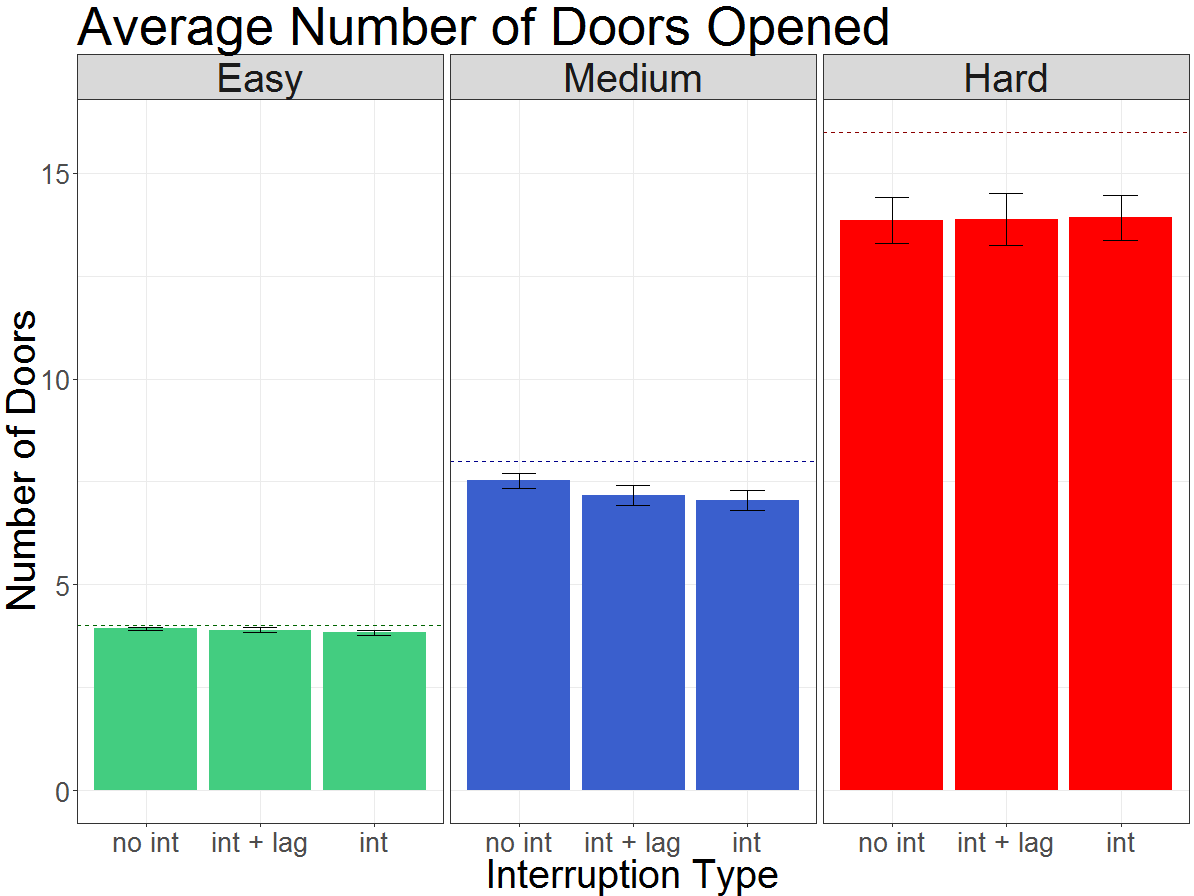 Average Number of Doors Opened
Easy
Medium
Hard
Number of Doors
15
10
5
0
no int
int + lag
int
no int
int + lag
int
no int
int + lag
int
Interruption Type